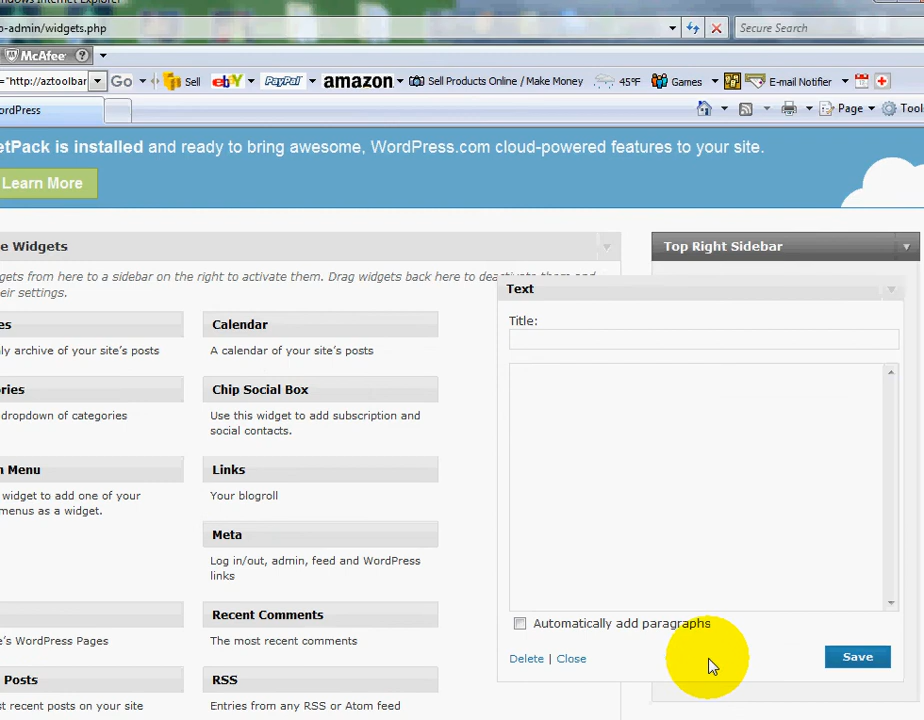 o-admin/widgets.php
Secure Search
McAfee
="http://aztoolbar
Go
Sell
ebY
PayPal
amazon
Sell Products Online / Make Money
45°F
Games
E-mail Notifier
ordPress
Page
Tool
etPack is installed and ready to bring awesome, WordPress.com cloud-powered features to your site.
Learn More
e Widgets
Top Right Sidebar
gets from here to a sidebar on the right to activate them. Drag widgets back here to deactivate them and
eir settings.
Text
Title:
es
Calendar
ly archive of your site's posts
A calendar of your site's posts
ories
Chip Social Box
dropdown of categories
Use this widget to add subscription and
social contacts.
n Menu
Links
widget to add one of your
menus as a widget.
Your blogroll
Meta
Log in/out, admin, feed and WordPress
links
Recent Comments
e's WordPress Pages
The most recent comments
Automatically add paragraphs
Delete | Close
Save
Posts
RSS
st recent posts on your site
Entries from any RSS or Atom feed